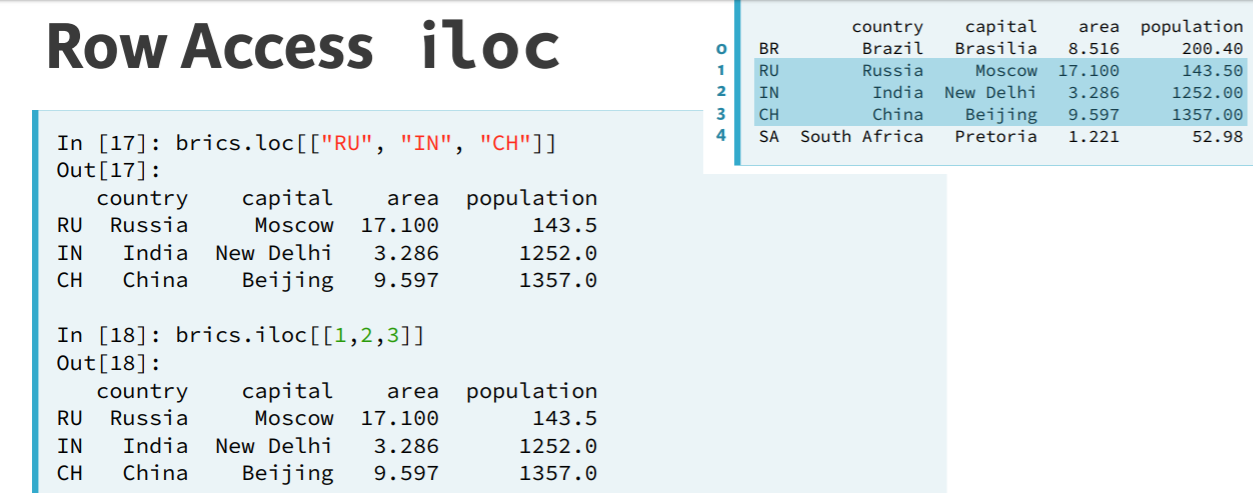 Row Access iloc
country capital area population
0 BR Brazil Brasilia 8.516 200.40
1 RU Russia Moscow 17.100 143.50
2 IN India New Delhi 3.286 1252.00
3 CH China Beijing 9.597 1357.00
4 SA South Africa Pretoria 1.221 52.98
In [17]: brics.loc[["RU", "IN", "CH"]]
Out[17]:
country capital area population
RU Russia Moscow 17.100 143.5
IN India New Delhi 3.286 1252.0
CH China Beijing 9.597 1357.0
In [18]: brics.iloc[[1,2,3]]
Out[18]:
country capital area population
RU Russia Moscow 17.100 143.5
IN India New Delhi 3.286 1252.0
CH China Beijing 9.597 1357.0